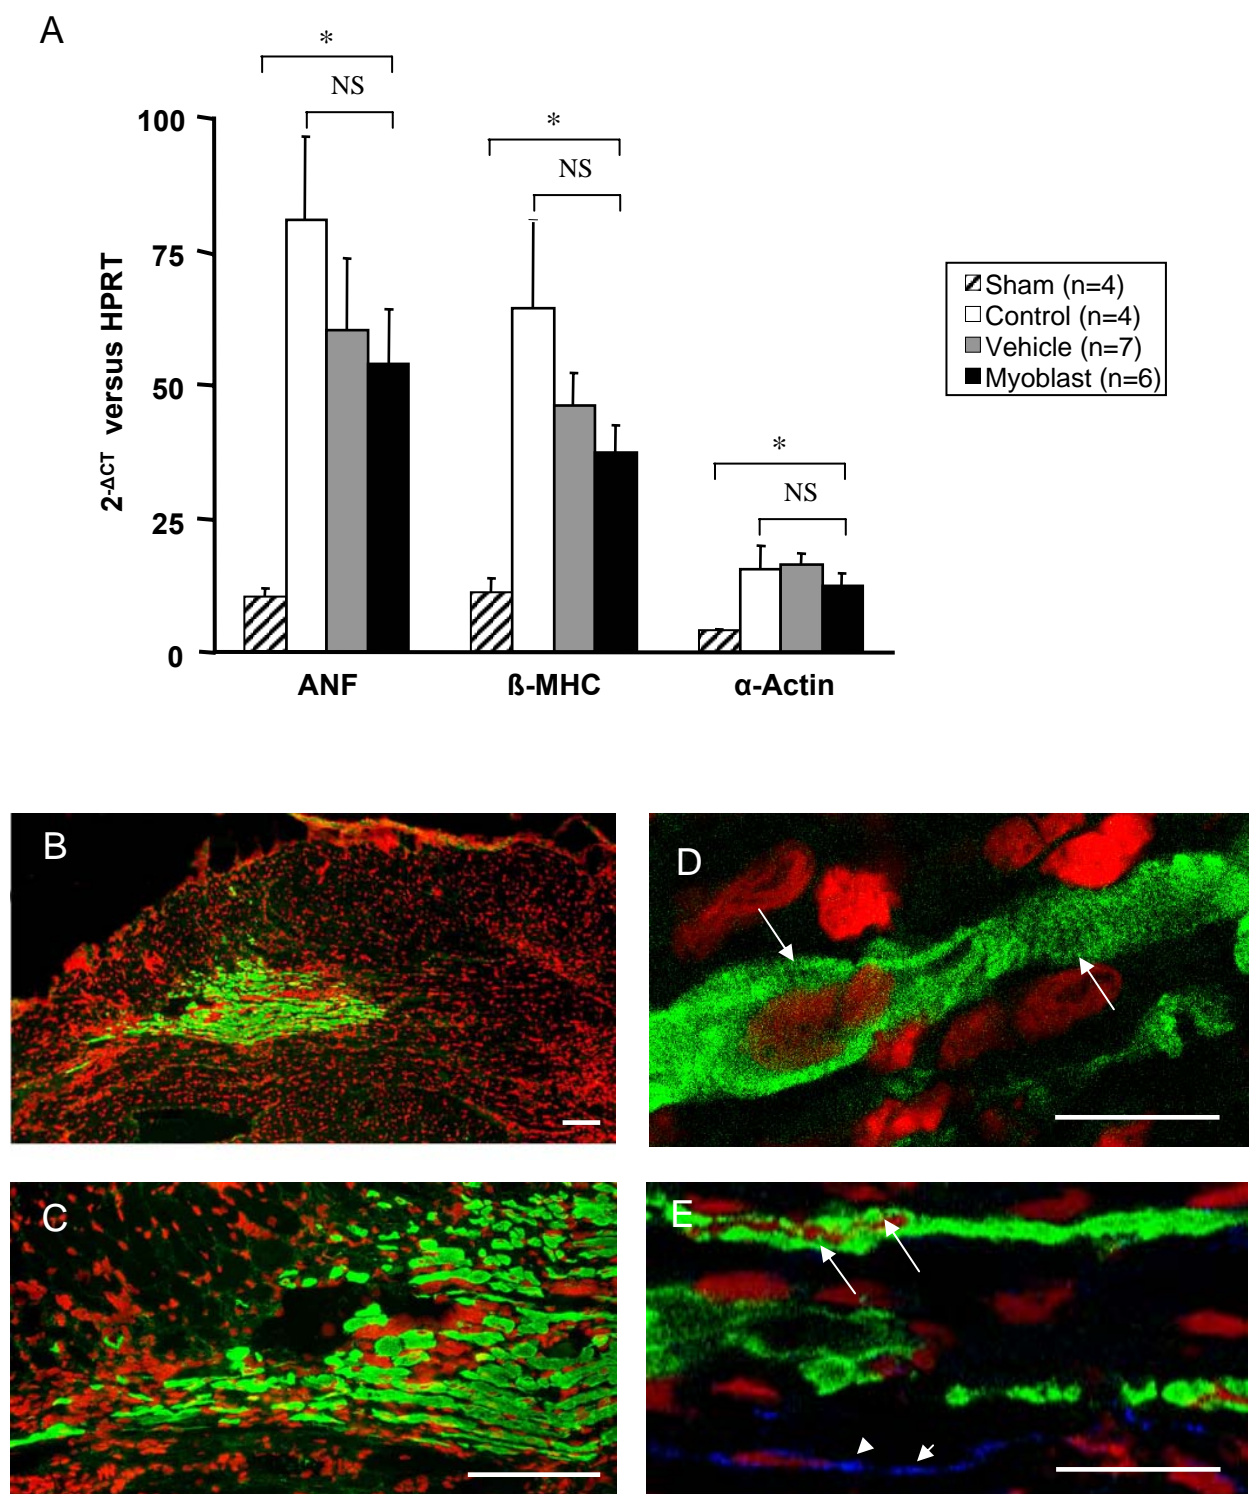 A
*
NS
*
NS
*
NS
100
75
50
25
0
2-ΔCT versus HPRT
ANF
ß-MHC
α-Actin
Sham (n=4)
Control (n=4)
Vehicle (n=7)
Myoblast (n=6)
B
D
C
E